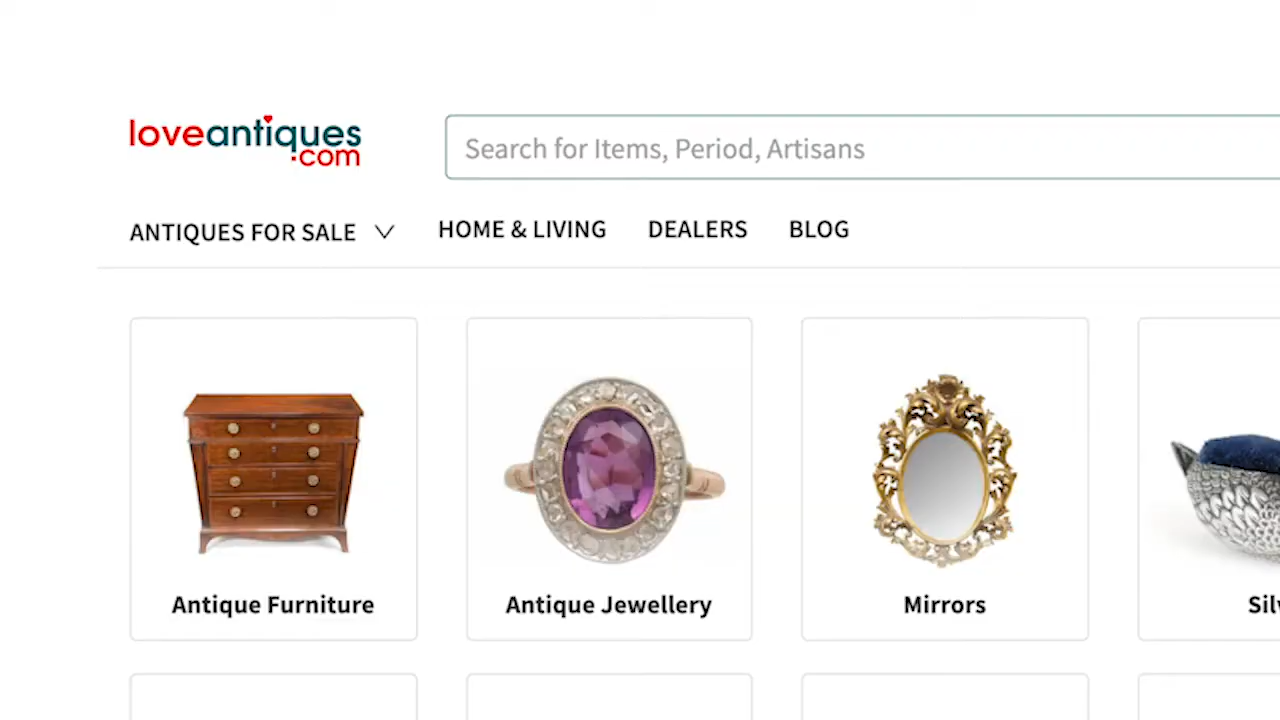 loveantiques
.com
Search for Items, Period, Artisans
ANTIQUES FOR SALE
HOME & LIVING
DEALERS
BLOG
Antique Furniture
Antique Jewellery
Mirrors